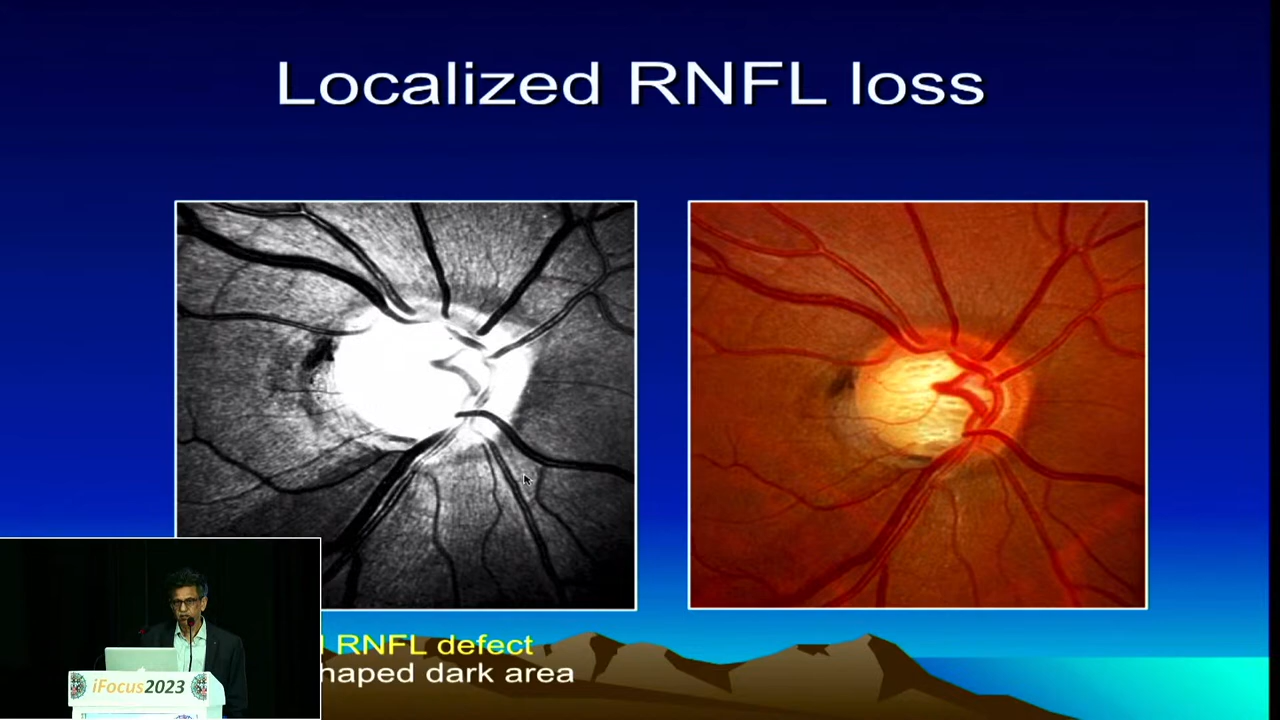 Localized RNFL loss
RNFL defect
haped dark area
iFocus2023